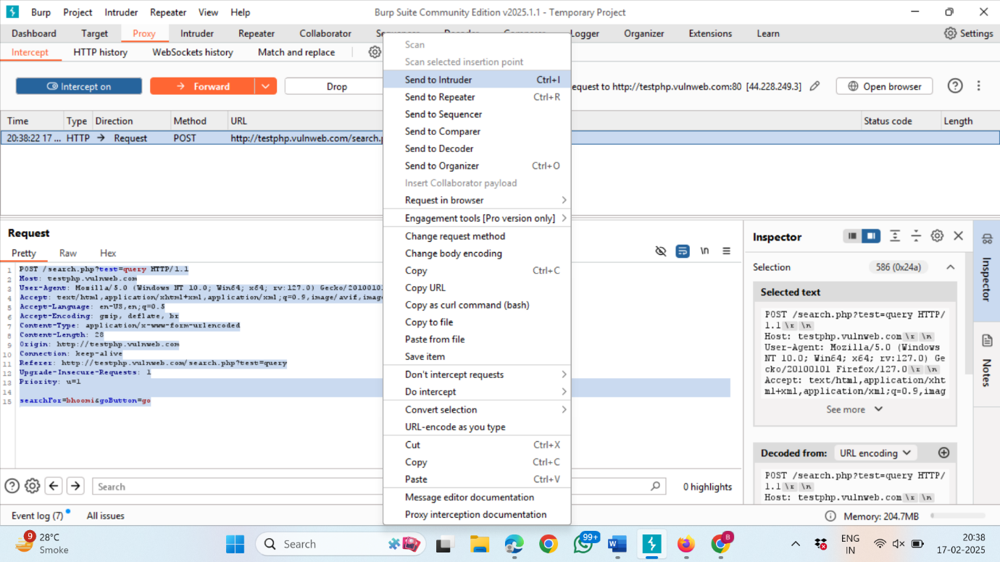 Burp Project Intruder Repeater View Help Burp Suite Community Edition v2025.1.1 - Temporary Project
Dashboard Target Proxy Intruder Repeater Collaborator Logger Organizer Extensions Learn Settings
Intercept HTTP history WebSockets history Match and replace
Intercept on Forward Drop equest to http://testphp.vulnweb.com:80 [44.228.249.3] Open browser
Time Type Direction Method URL Status code Length
20:38:22 17 ... HTTP → Request POST http://testphp.vulnweb.com/search.p
Scan
Scan selected insertion point
Send to Intruder Ctrl+I
Send to Repeater Ctrl+R
Send to Sequencer
Send to Comparer
Send to Decoder
Send to Organizer Ctrl+O
Insert Collaborator payload
Request in browser
Engagement tools [Pro version only]
Change request method
Change body encoding
Copy Ctrl+C
Copy URL
Copy as curl command (bash)
Copy to file
Paste from file
Save item
Don't intercept requests
Do intercept
Convert selection
URL-encode as you type
Cut Ctrl+X
Copy Ctrl+C
Paste Ctrl+V
Message editor documentation
Proxy interception documentation
Request
Pretty Raw Hex
\n
1 POST /search.php?test=query HTTP/1.1
2 Host: testphp.vulnweb.com
3 User-Agent: Mozilla/5.0 (Windows NT 10.0; Win64; x64; rv:127.0) Gecko/20100101
4 Accept: text/html,application/xhtml+xml,application/xml;q=0.9,image/avif,imag
5 Accept-Language: en-US,en;q=0.5
6 Accept-Encoding: gzip, deflate, br
7 Content-Type: application/x-www-form-urlencoded
8 Content-Length: 28
9 Origin: http://testphp.vulnweb.com
10 Connection: keep-alive
11 Referer: http://testphp.vulnweb.com/search.php?test=query
12 Upgrade-Insecure-Requests: 1
13 Priority: u=1
14
15 searchFor=bhoomi&goButton=go
Search 0 highlights
Inspector
Selection 586 (0x24a)
Selected text
POST /search.php?test=query HTTP/
1.1 \r \n
Host: testphp.vulnweb.com \r \n
User-Agent: Mozilla/5.0 (Windows
NT 10.0; Win64; x64; rv:127.0) Ge
cko/20100101 Firefox/127.0 \r \n
Accept: text/html,application/xht
ml+xml,application/xml;q=0.9,imag
See more
Decoded from: URL encoding
POST /search.php?test=query HTTP/
1.1 \r \n
Host: testphp.vulnweb.com \r \n
Inspector
Notes
Event log (7) All issues Memory: 204.7MB
9 28°C
Smoke
Search
99+
B
ENG
IN
20:38
17-02-2025